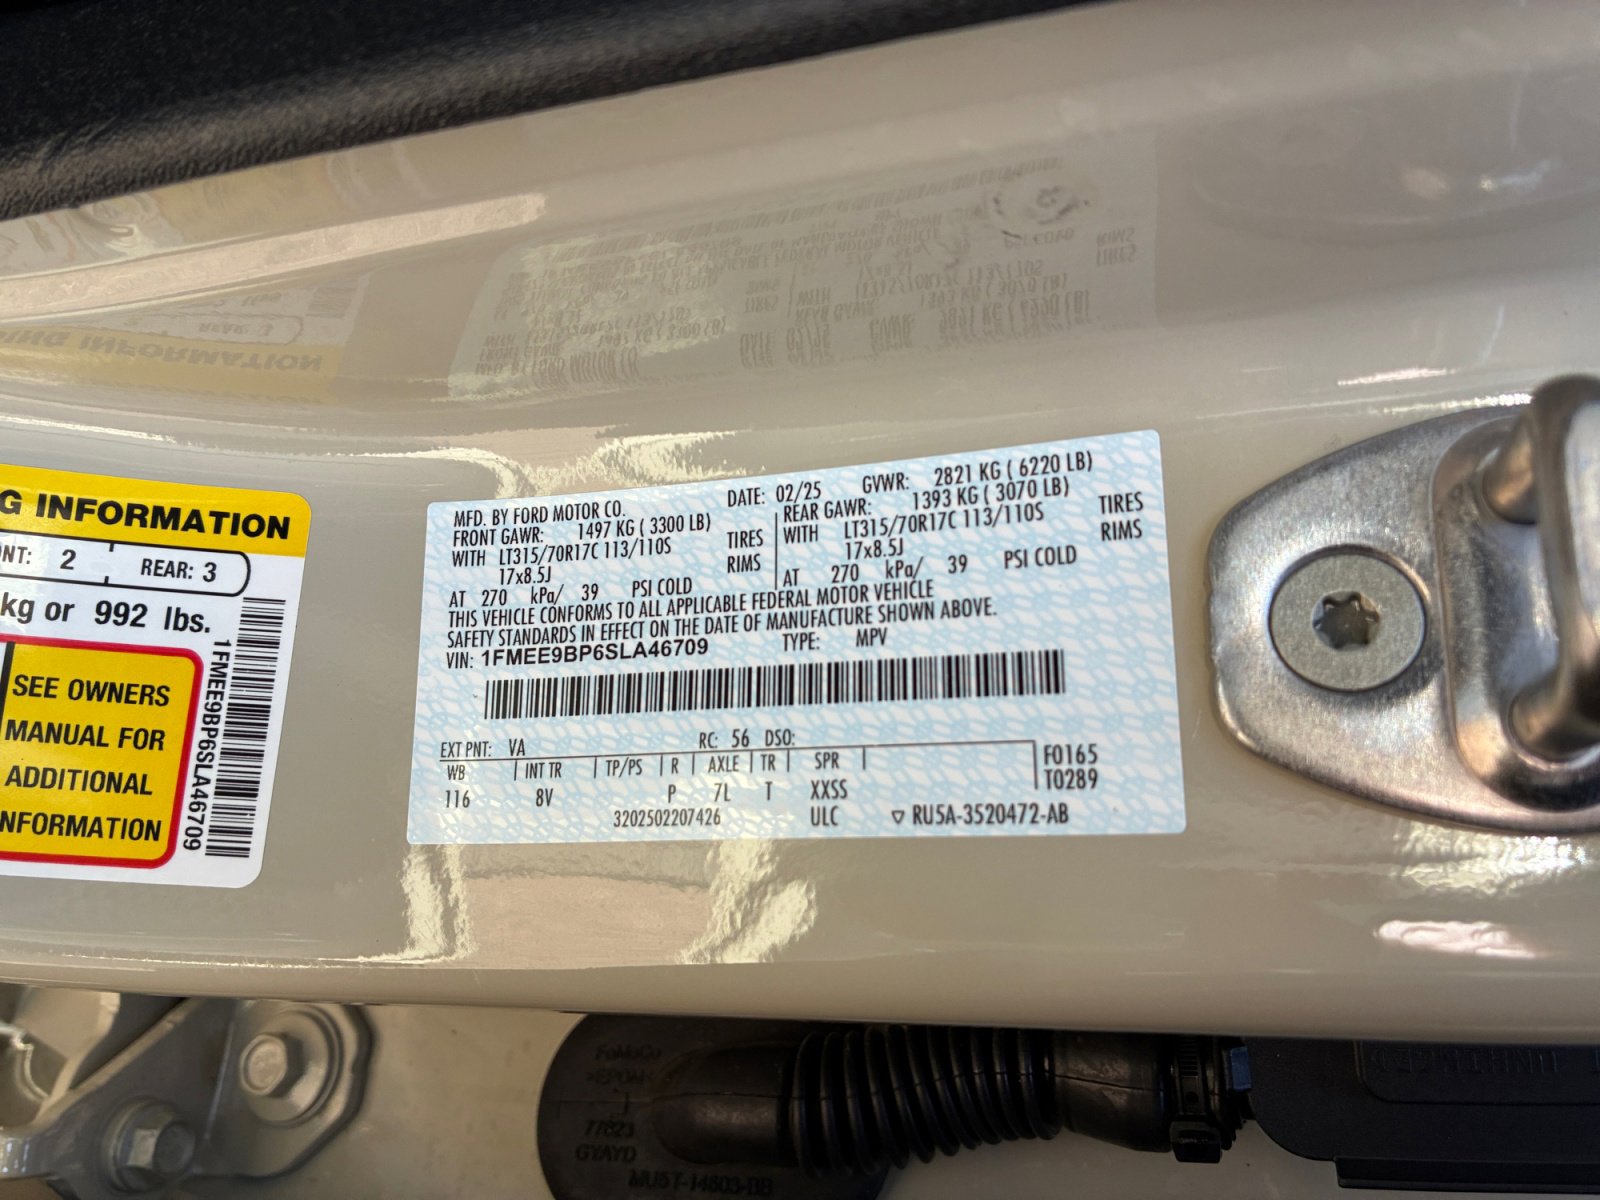 G INFORMATION
NT: 2 REAR: 3
kg or 992 lbs.
SEE OWNERS
MANUAL FOR
ADDITIONAL
NFORMATION
1FMEE9BP6SLA46709
MFD. BY FORD MOTOR CO. DATE: 02/25 GVWR: 2821 KG ( 6220 LB)
FRONT GAWR: 1497 KG ( 3300 LB) REAR GAWR: 1393 KG ( 3070 LB)
WITH LT315/70R17C 113/110S TIRES WITH LT315/70R17C 113/110S TIRES
17x8.5J RIMS 17x8.5J RIMS
AT 270 kPa/ 39 PSI COLD AT 270 kPa/ 39 PSI COLD
THIS VEHICLE CONFORMS TO ALL APPLICABLE FEDERAL MOTOR VEHICLE
SAFETY STANDARDS IN EFFECT ON THE DATE OF MANUFACTURE SHOWN ABOVE.
VIN: 1FMEE9BP6SLA46709 TYPE: MPV
EXT PNT: VA RC: 56 DSO:
WB INT TR TP/PS R AXLE TR SPR F0165
116 8V P 7L T XXSS T0289
3202502207426 ULC RU5A-3520472-AB
FoMoCo
>EPDM<
77623
GYAYD